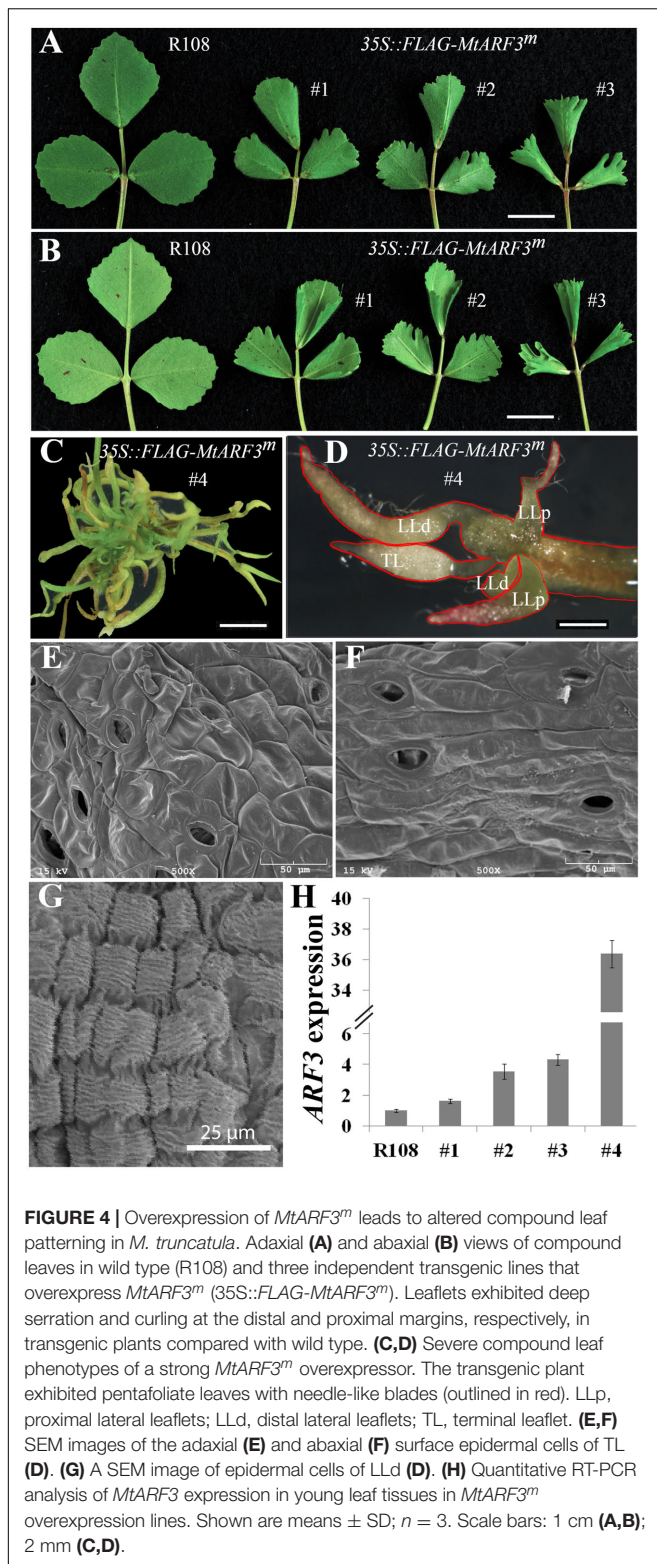 A
R108
35S::FLAG-MtARF3m
#1
#2
#3
B
R108
35S::FLAG-MtARF3m
#1
#2
#3
C
35S::FLAG-MtARF3m
#4
D
35S::FLAG-MtARF3m
#4
LLd
LLp
TL
LLd
LLp
E
15 kV 500X 50 µm
F
15 kV 500X 50 µm
G
25 µm
H
ARF3 expression
40
38
36
34
6
4
2
0
R108 #1 #2 #3 #4
FIGURE 4 | Overexpression of MtARF3m leads to altered compound leaf
patterning in M. truncatula. Adaxial (A) and abaxial (B) views of compound
leaves in wild type (R108) and three independent transgenic lines that
overexpress MtARF3m (35S::FLAG-MtARF3m). Leaflets exhibited deep
serration and curling at the distal and proximal margins, respectively, in
transgenic plants compared with wild type. (C,D) Severe compound leaf
phenotypes of a strong MtARF3m overexpressor. The transgenic plant
exhibited pentafoliate leaves with needle-like blades (outlined in red). LLp,
proximal lateral leaflets; LLd, distal lateral leaflets; TL, terminal leaflet. (E,F)
SEM images of the adaxial (E) and abaxial (F) surface epidermal cells of TL
(D). (G) A SEM image of epidermal cells of LLd (D). (H) Quantitative RT-PCR
analysis of MtARF3 expression in young leaf tissues in MtARF3m
overexpression lines. Shown are means ± SD; n = 3. Scale bars: 1 cm (A,B);
2 mm (C,D).